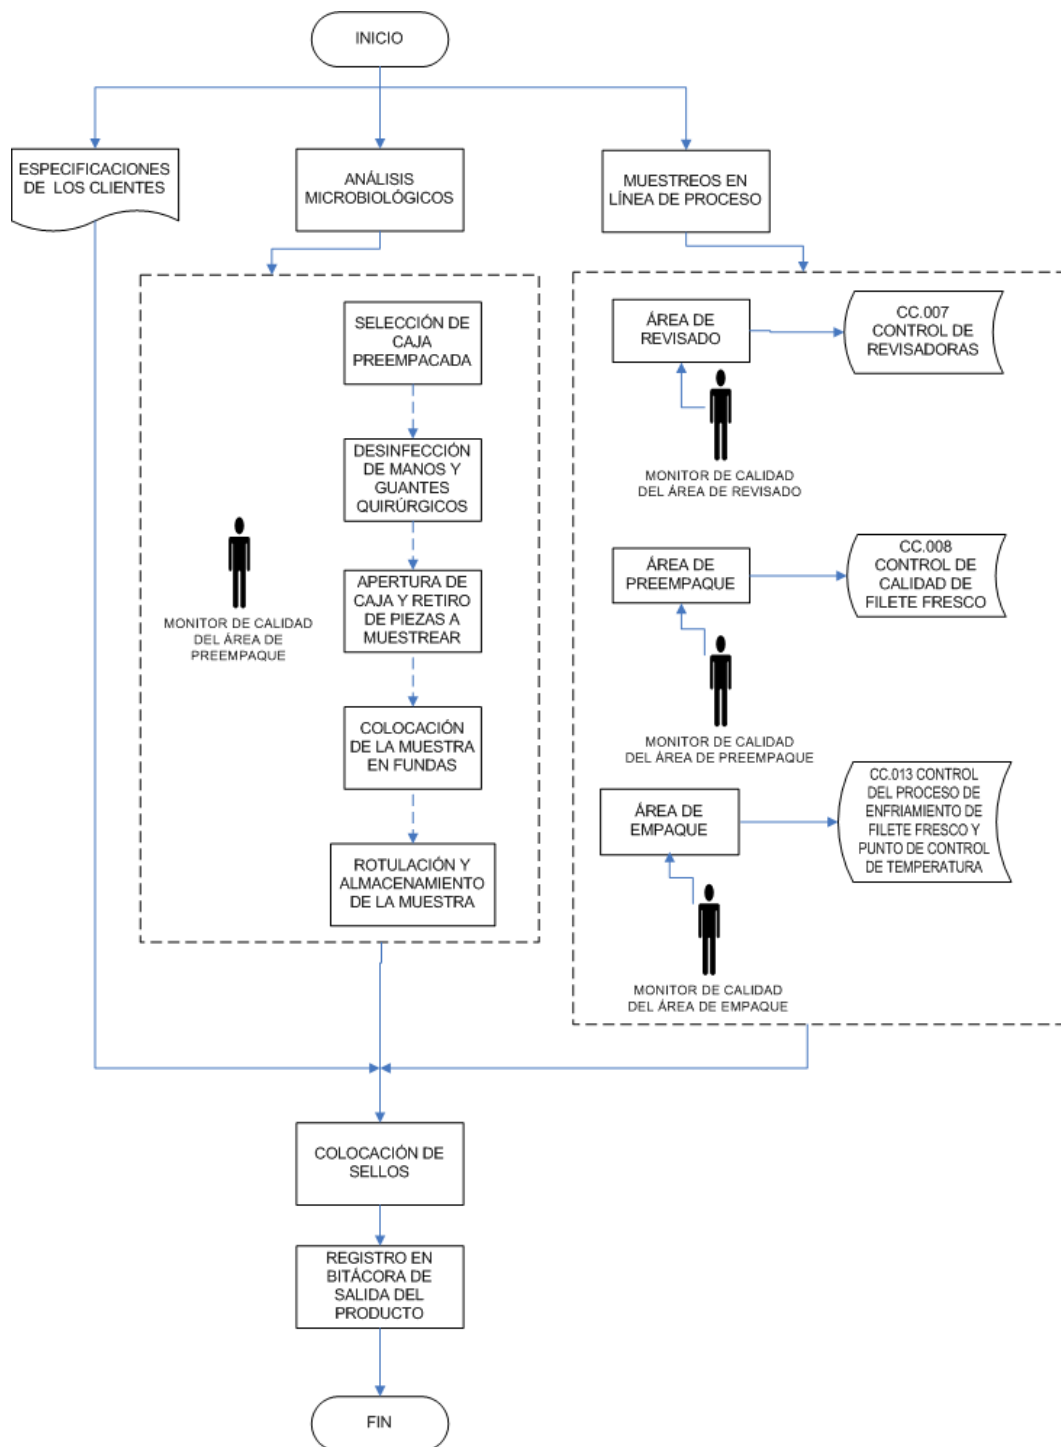 INICIO
ESPECIFICACIONES
DE LOS CLIENTES
ANÁLISIS
MICROBIOLÓGICOS
MUESTREOS EN
LÍNEA DE PROCESO
SELECCIÓN DE
CAJA
PREEMPACADA
DESINFECCIÓN
DE MANOS Y
GUANTES
QUIRÚRGICOS
APERTURA DE
CAJA Y RETIRO
DE PIEZAS A
MUESTREAR
COLOCACIÓN
DE LA MUESTRA
EN FUNDAS
ROTULACIÓN Y
ALMACENAMIENTO
DE LA MUESTRA
MONITOR DE CALIDAD
DEL ÁREA DE
PREEMPAQUE
ÁREA DE
REVISADO
CC.007
CONTROL DE
REVISADORAS
MONITOR DE CALIDAD
DEL ÁREA DE REVISADO
ÁREA DE
PREEMPAQUE
CC.008
CONTROL DE
CALIDAD DE
FILETE FRESCO
MONITOR DE CALIDAD
DEL ÁREA DE PREEMPAQUE
ÁREA DE
EMPAQUE
CC.013 CONTROL
DEL PROCESO DE
ENFRIAMIENTO DE
FILETE FRESCO Y
PUNTO DE CONTROL
DE TEMPERATURA
MONITOR DE CALIDAD
DEL ÁREA DE EMPAQUE
COLOCACIÓN DE
SELLOS
REGISTRO EN
BITÁCORA DE
SALIDA DEL
PRODUCTO
FIN